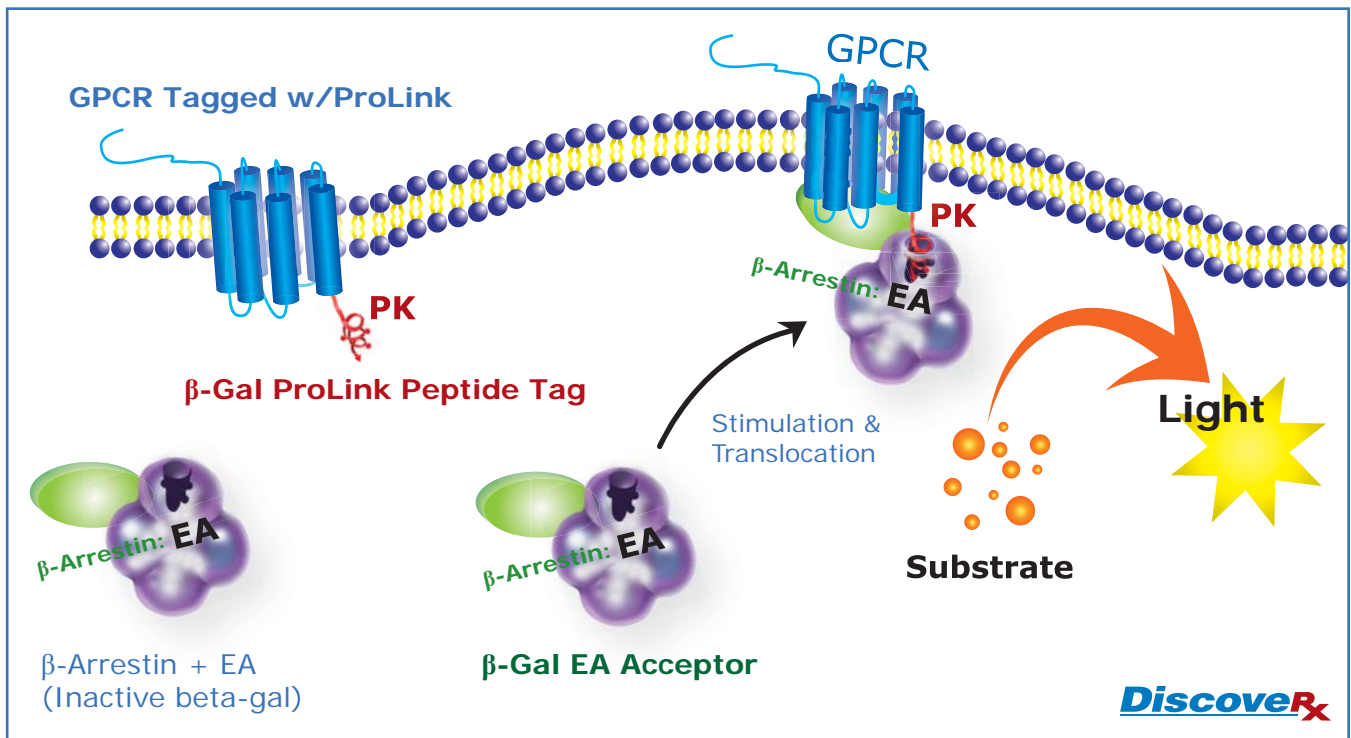 GPCR Tagged w/ProLink
PK
β-Gal ProLink Peptide Tag
β-Arrestin: EA
β-Arrestin + EA
(Inactive beta-gal)
β-Arrestin: EA
β-Gal EA Acceptor
Stimulation &
Translocation
GPCR
PK
β-Arrestin: EA
Substrate
Light
DiscoveRx